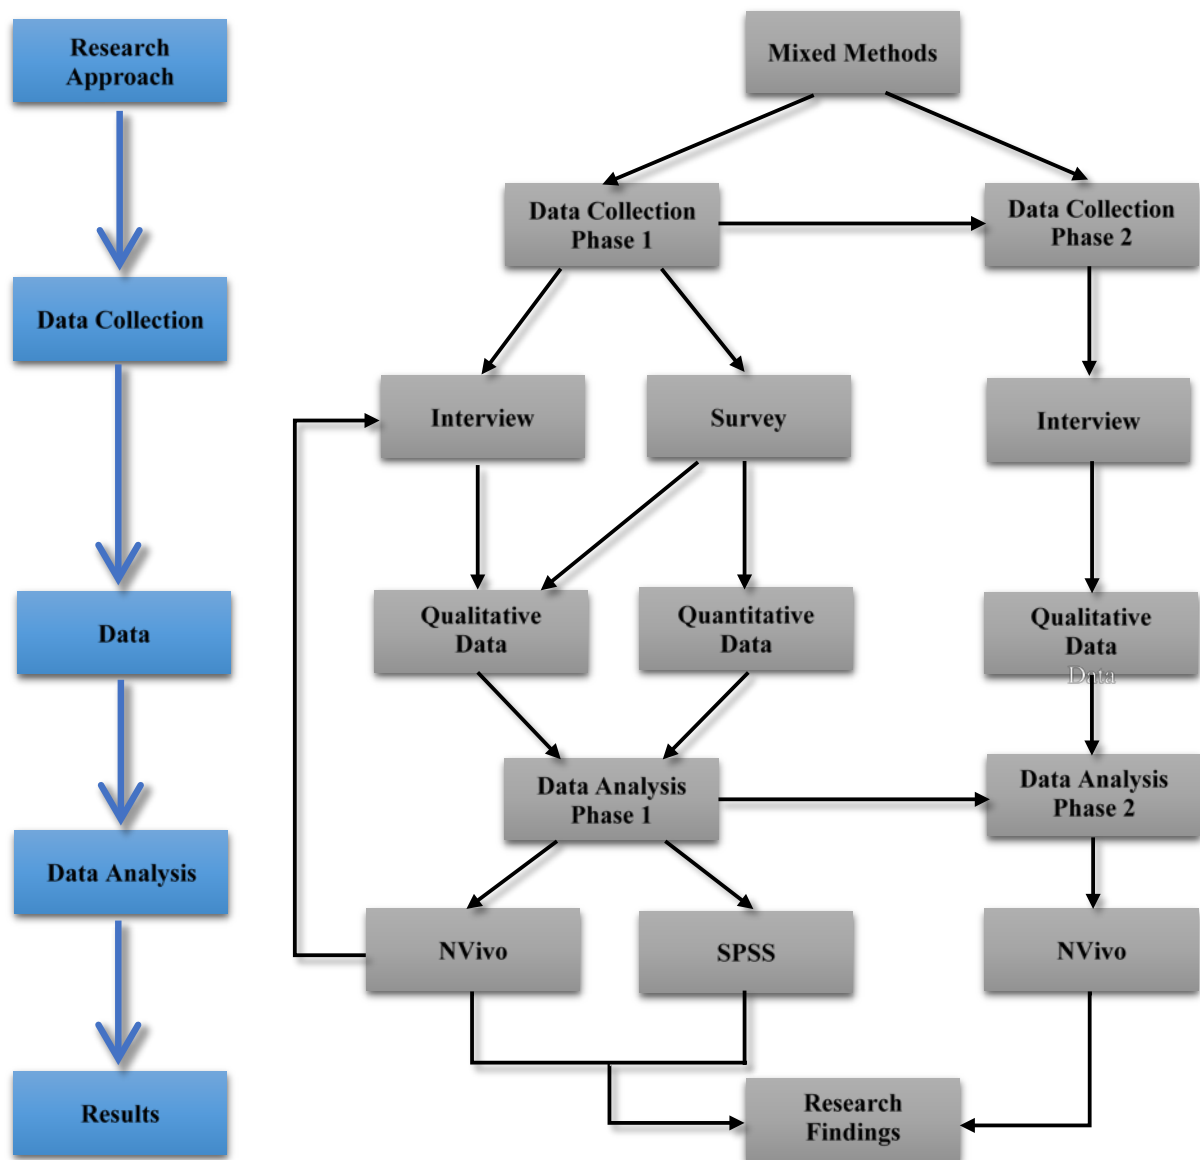 Research
Approach
Mixed Methods
Data Collection
Phase 1
Data Collection
Phase 2
Data Collection
Interview
Survey
Interview
Data
Qualitative
Data
Quantitative
Data
Qualitative
Data
Data
Data Analysis
Phase 1
Data Analysis
Phase 2
Data Analysis
NVivo
SPSS
NVivo
Results
Research
Findings